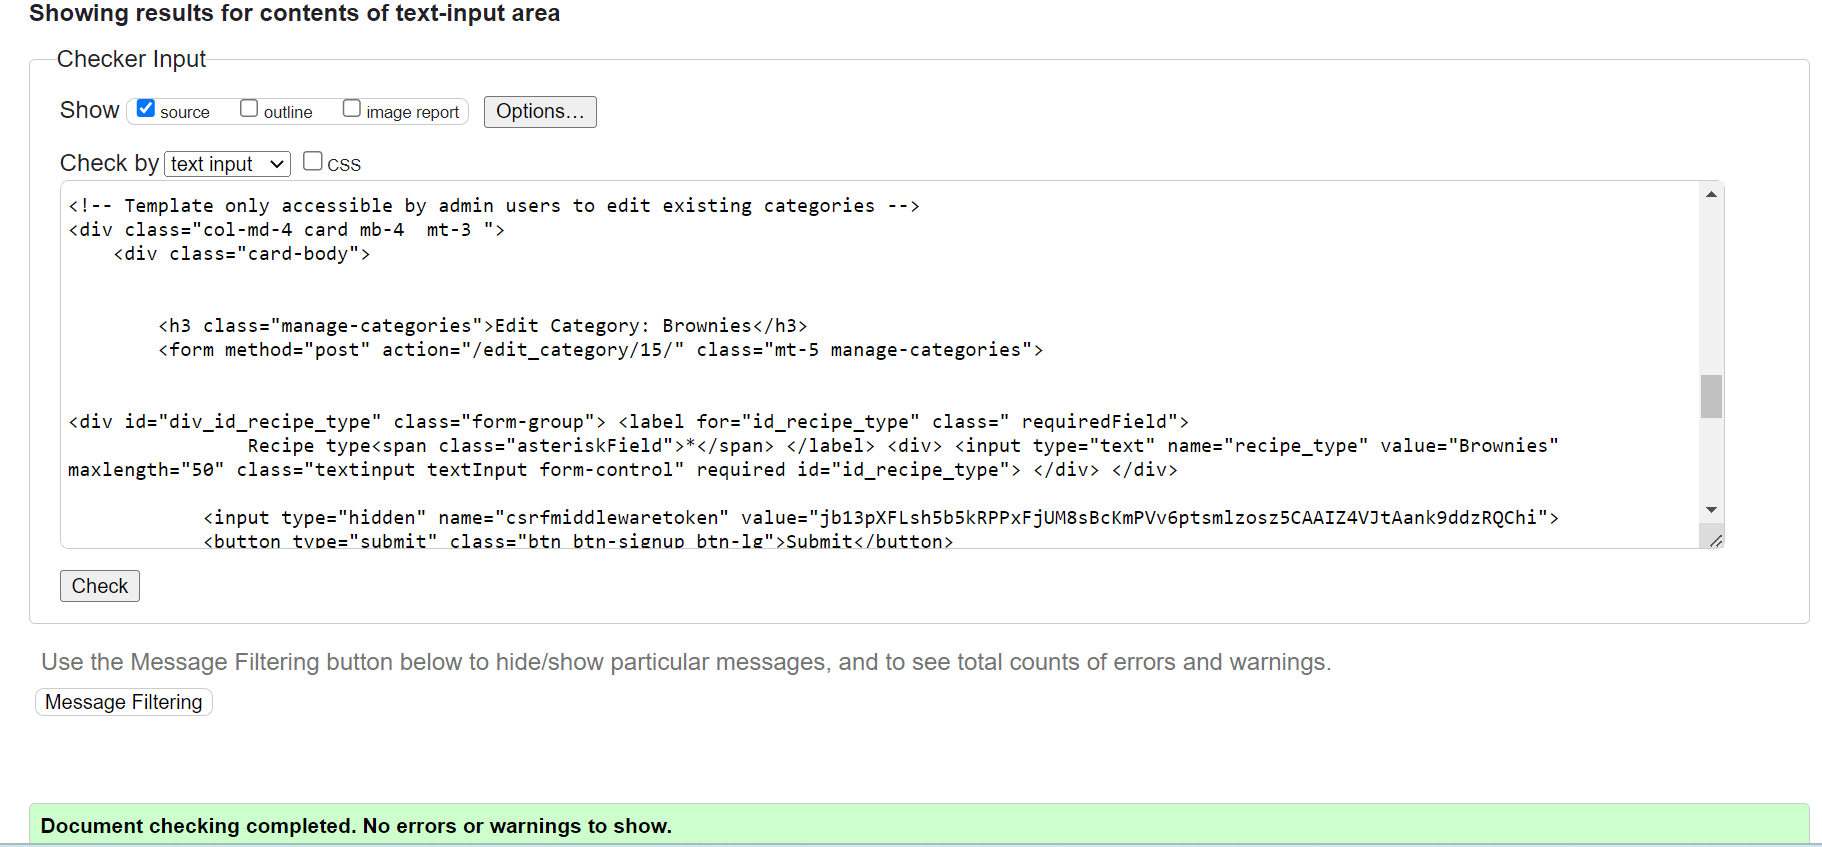 Showing results for contents of text-input area
Checker Input
Show source outline image report Options...
Check by text input CSS
<!-- Template only accessible by admin users to edit existing categories -->
<div class="col-md-4 card mb-4  mt-3 ">
    <div class="card-body">
        <h3 class="manage-categories">Edit Category: Brownies</h3>
        <form method="post" action="/edit_category/15/" class="mt-5 manage-categories">
<div id="div_id_recipe_type" class="form-group"> <label for="id_recipe_type" class=" requiredField">
                Recipe type<span class="asteriskField">*</span> </label> <div> <input type="text" name="recipe_type" value="Brownies"
maxlength="50" class="textinput textInput form-control" required id="id_recipe_type"> </div> </div>
            <input type="hidden" name="csrfmiddlewaretoken" value="jb13pXFLsh5b5kRPPxFjUM8sBcKmPVv6ptsmlzosz5CAAIZ4VJtAank9ddzRQChi">
            <button type="submit" class="btn btn-signup btn-lg">Submit</button>
Check
Use the Message Filtering button below to hide/show particular messages, and to see total counts of errors and warnings.
Message Filtering
Document checking completed. No errors or warnings to show.